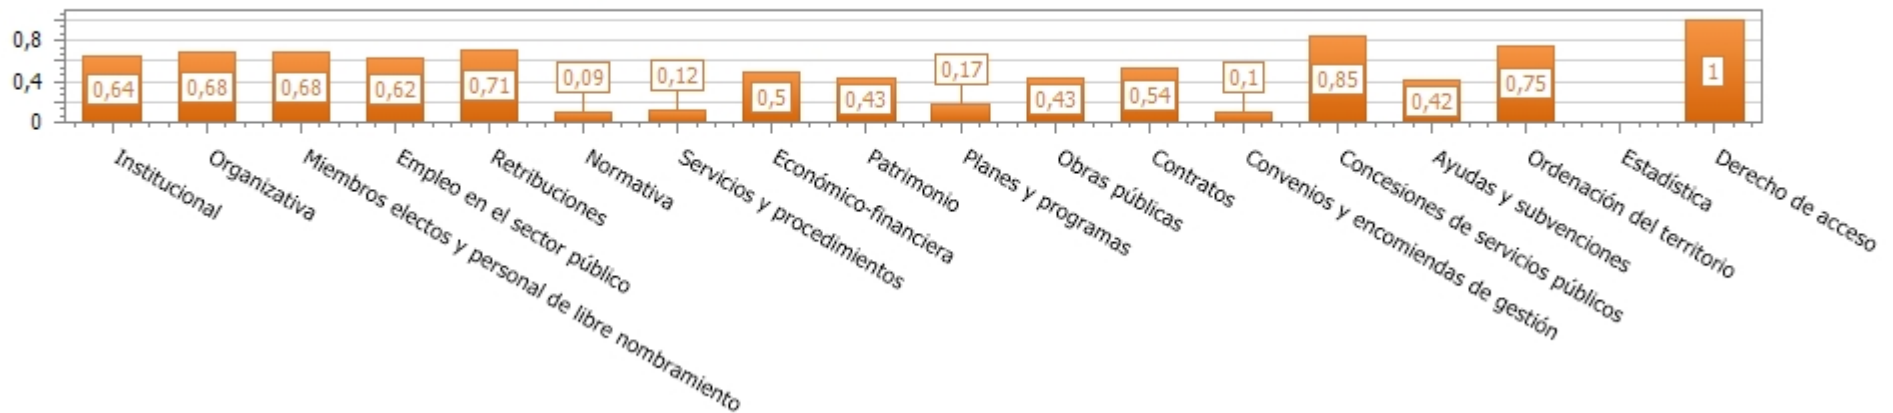 0,8
0,4
0
0,64
0,68
0,68
0,62
0,71
0,09
0,12
0,5
0,43
0,17
0,43
0,54
0,1
0,85
0,42
0,75
1
Institucional
Organizativa
Miembros electos y personal de libre nombramiento
Empleo en el sector público
Retribuciones
Normativa
Servicios y procedimientos
Económico-financiera
Patrimonio
Planes y programas
Obras públicas
Contratos
Convenios y encomiendas de gestión
Concesiones de servicios públicos
Ayudas y subvenciones
Ordenación del territorio
Estadística
Derecho de acceso